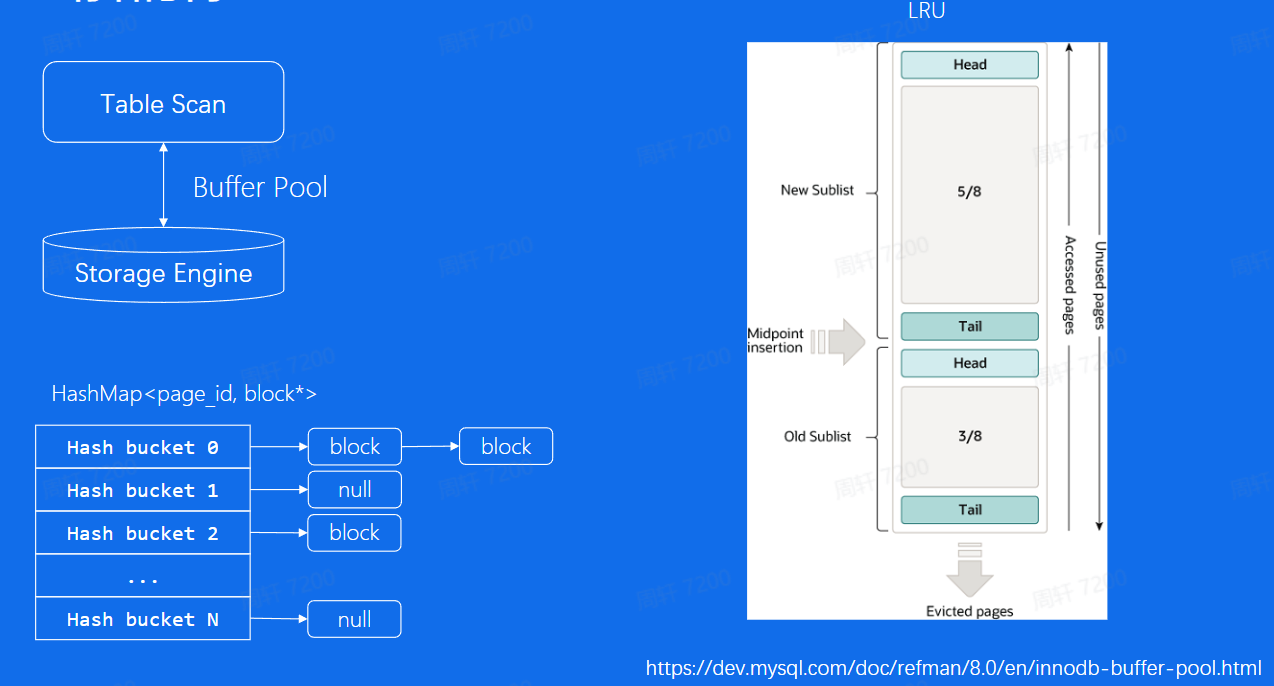 LRU
Table Scan
Buffer Pool
Storage Engine
HashMap<page_id, block*>
Hash bucket 0
block
block
Hash bucket 1
null
Hash bucket 2
block
...
Hash bucket N
null
Head
New Sublist
5/8
Tail
Midpoint
insertion
Head
Old Sublist
3/8
Tail
Accessed pages
Unused pages
Evicted pages
https://dev.mysql.com/doc/refman/8.0/en/innodb-buffer-pool.html
周轩 7200